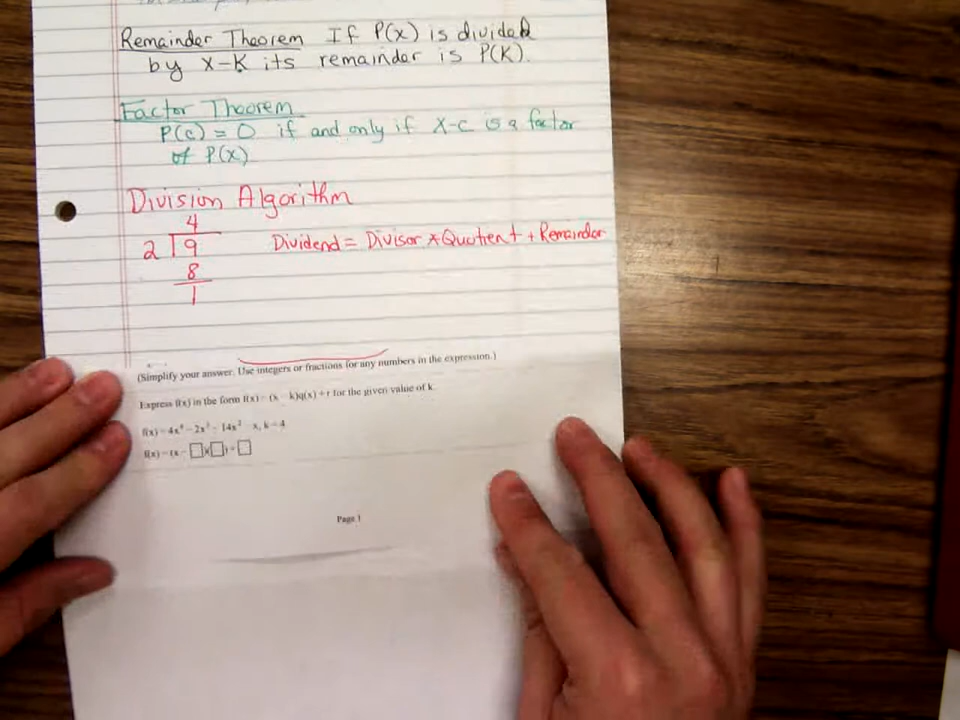 Remainder Theorem If P(x) is divided
by x-K its remainder is P(K).
Factor Theorem
P(c) = 0 if and only if x-c is a factor
of P(x)
Division Algorithm
4
2 9 Dividend = Divisor * Quotient + Remainder
8
1
(Simplify your answer. Use integers or fractions for any numbers in the expression.)
Express f(x) in the form f(x) = (x - k)q(x) + r for the given value of k.
k = 4
f(x) = (x -
Page 1